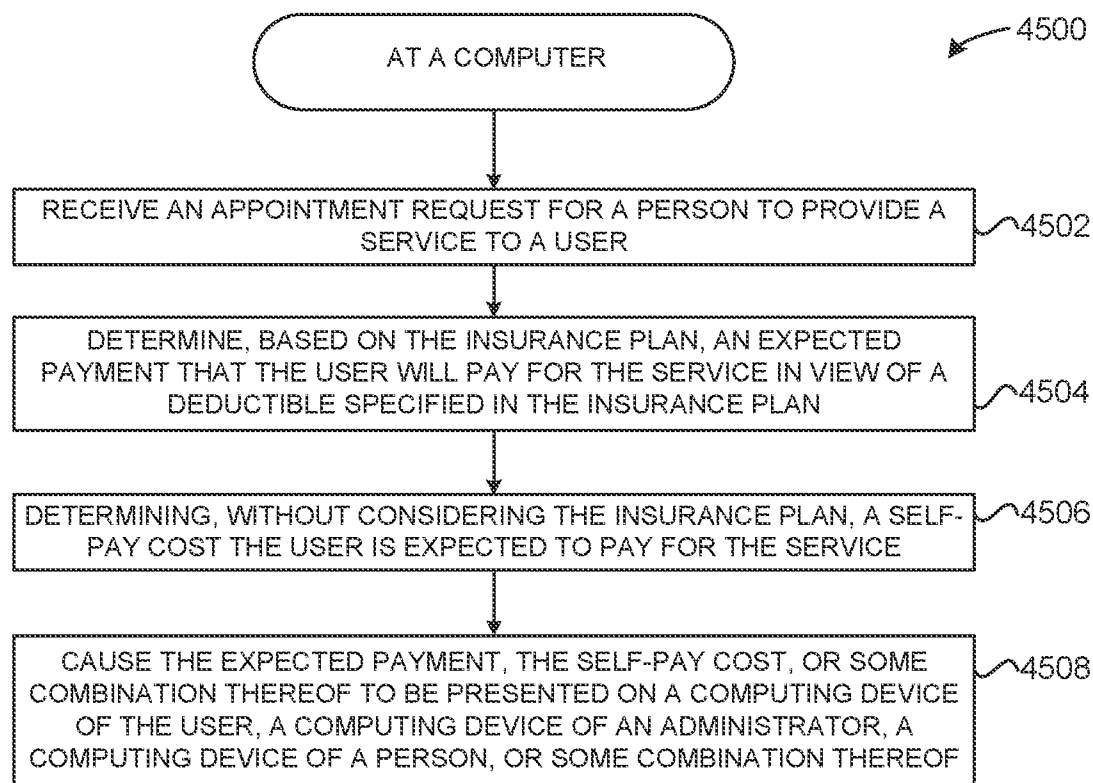 AT A COMPUTER
4500
RECEIVE AN APPOINTMENT REQUEST FOR A PERSON TO PROVIDE A
SERVICE TO A USER
4502
DETERMINE, BASED ON THE INSURANCE PLAN, AN EXPECTED
PAYMENT THAT THE USER WILL PAY FOR THE SERVICE IN VIEW OF A
DEDUCTIBLE SPECIFIED IN THE INSURANCE PLAN
4504
DETERMINING, WITHOUT CONSIDERING THE INSURANCE PLAN, A SELF-
PAY COST THE USER IS EXPECTED TO PAY FOR THE SERVICE
4506
CAUSE THE EXPECTED PAYMENT, THE SELF-PAY COST, OR SOME
COMBINATION THEREOF TO BE PRESENTED ON A COMPUTING DEVICE
OF THE USER, A COMPUTING DEVICE OF AN ADMINISTRATOR, A
COMPUTING DEVICE OF A PERSON, OR SOME COMBINATION THEREOF
4508